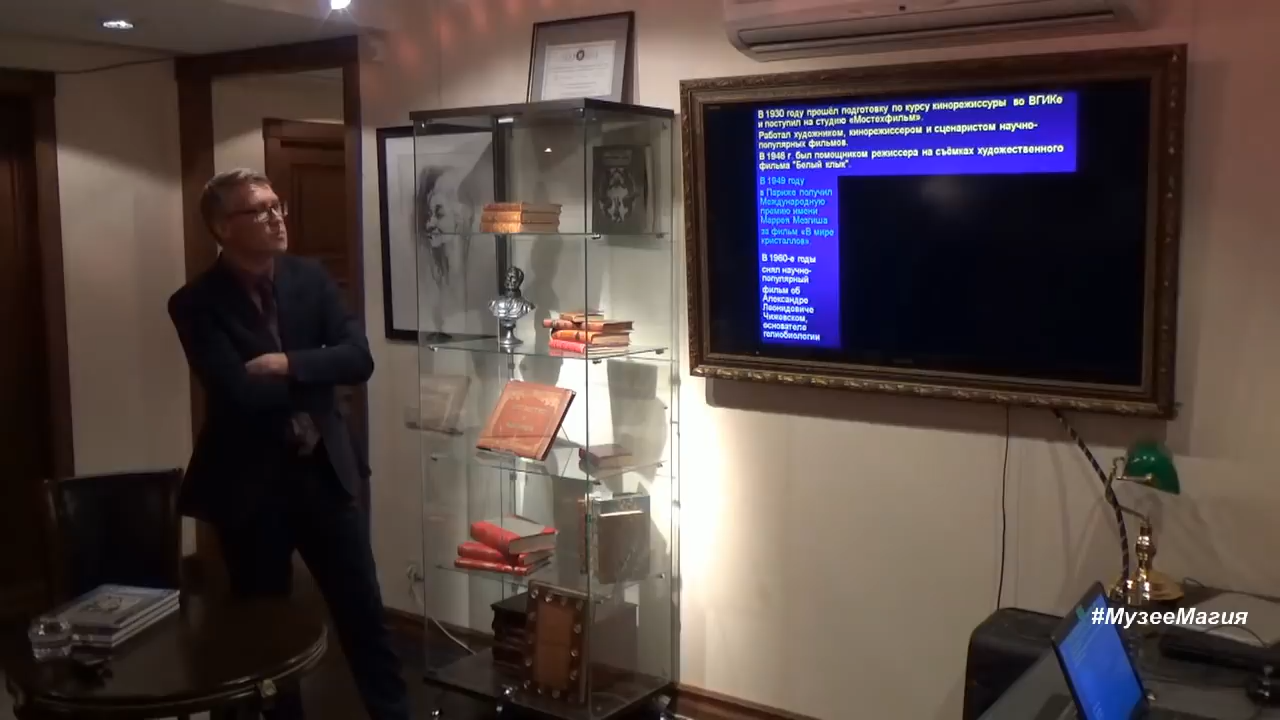 В 1930 году прошёл подготовку по курсу кинорежиссуры во ВГИКе
и поступил на студию «Мостехфильм».
Работал художником, кинорежиссером и сценаристом научно-
популярных фильмов.
В 1946 г. был помощником режиссера на съёмках художественного
фильма "Белый клык".
В 1949 году
в Париже получил
Международную
премию имени
Маррея Мезгиша
за фильм «В мире
кристаллов».
В 1960-е годы
снял научно-
популярный
фильм об
Александре
Леонидовиче
Чижевском,
основателе
гелиобиологии
#МузееМагия